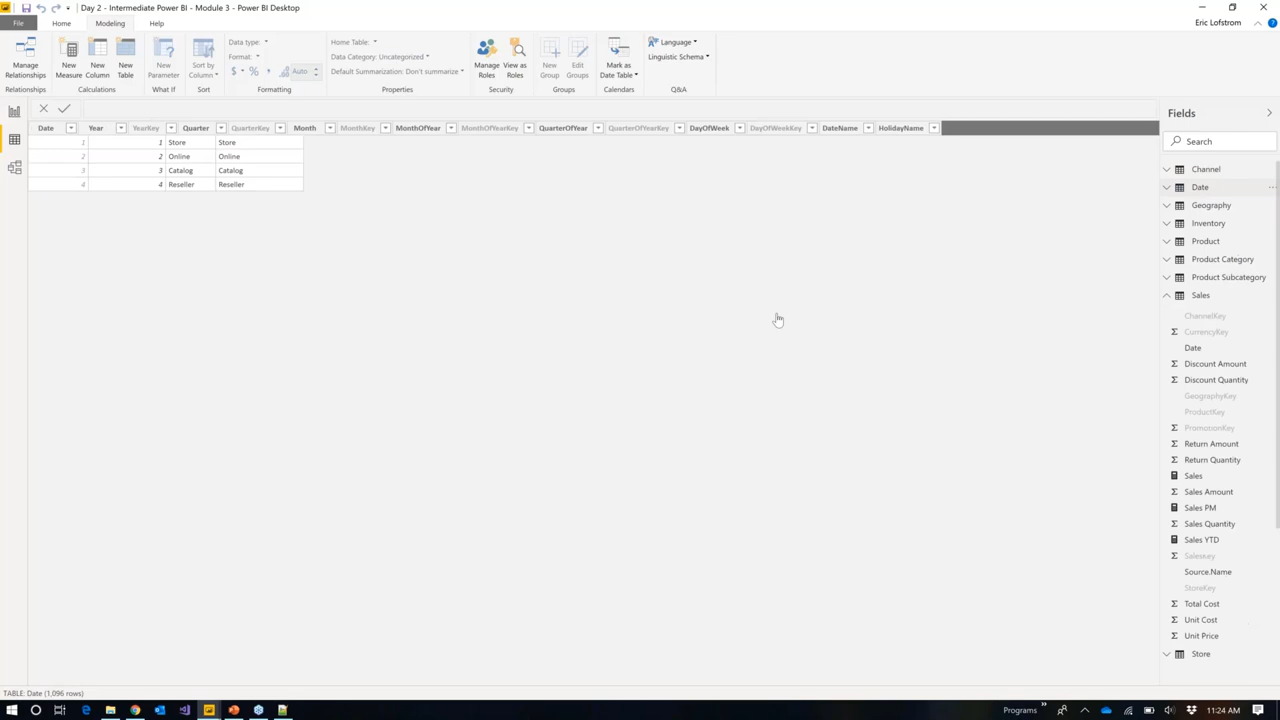 Day 2 - Intermediate Power BI - Module 3 - Power BI Desktop
Eric Lofstrom
File Home Modeling Help
Manage Relationships
Relationships
New Measure New Column New Table
Calculations
New Parameter
What If
Sort by Column
Sort
Data type:
Format:
$ % , Auto
Formatting
Home Table:
Data Category: Uncategorized
Default Summarization: Don't summarize
Properties
Manage Roles View as Roles
Security
New Group Edit Groups
Groups
Mark as Date Table
Calendars
Language
Linguistic Schema
Q&A
Date Year YearKey Quarter QuarterKey Month MonthKey MonthOfYear MonthOfYearKey QuarterOfYear QuarterOfYearKey DayOfWeek DayOfWeekKey DateName HolidayName
1 1 Store Store
2 2 Online Online
3 3 Catalog Catalog
4 4 Reseller Reseller
Fields
Search
Channel
Date
Geography
Inventory
Product
Product Category
Product Subcategory
Sales
ChannelKey
CurrencyKey
Date
Discount Amount
Discount Quantity
GeographyKey
ProductKey
PromotionKey
Return Amount
Return Quantity
Sales
Sales Amount
Sales PM
Sales Quantity
Sales YTD
SalesKey
Source.Name
StoreKey
Total Cost
Unit Cost
Unit Price
Store
TABLE: Date (1,096 rows)
Programs 11:24 AM